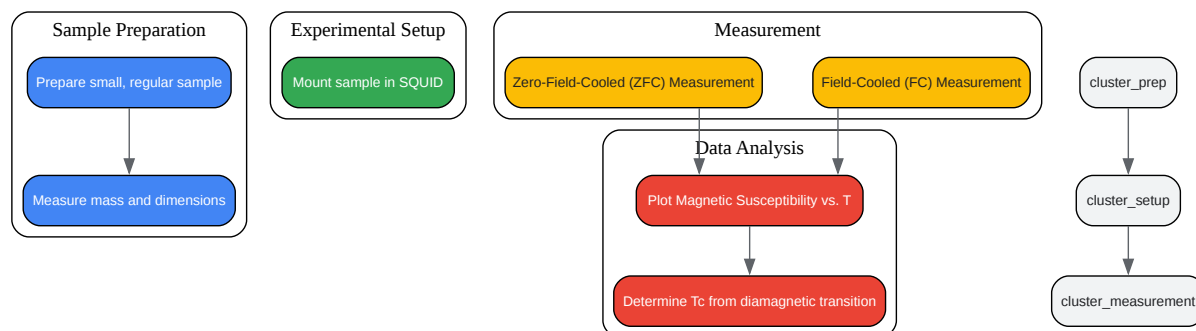 Sample Preparation
Prepare small, regular sample
Measure mass and dimensions
Experimental Setup
Mount sample in SQUID
Measurement
Zero-Field-Cooled (ZFC) Measurement
Field-Cooled (FC) Measurement
Data Analysis
Plot Magnetic Susceptibility vs. T
Determine Tc from diamagnetic transition
cluster_prep
cluster_setup
cluster_measurement